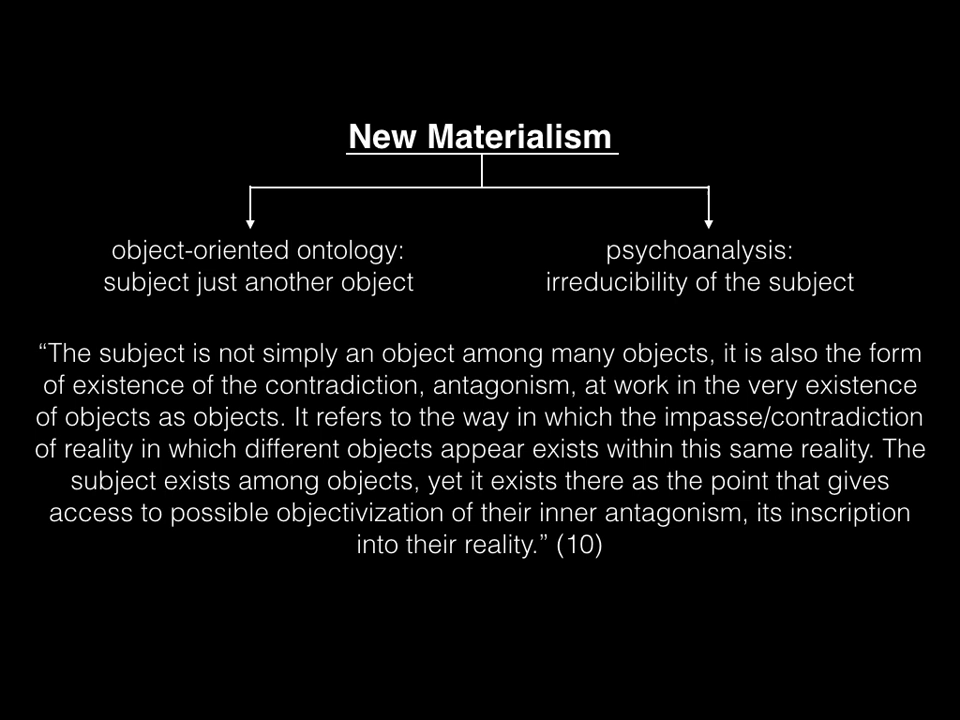 New Materialism
object-oriented ontology:
subject just another object
psychoanalysis:
irreducibility of the subject
“The subject is not simply an object among many objects, it is also the form
of existence of the contradiction, antagonism, at work in the very existence
of objects as objects. It refers to the way in which the impasse/contradiction
of reality in which different objects appear exists within this same reality. The
subject exists among objects, yet it exists there as the point that gives
access to possible objectivization of their inner antagonism, its inscription
into their reality.” (10)